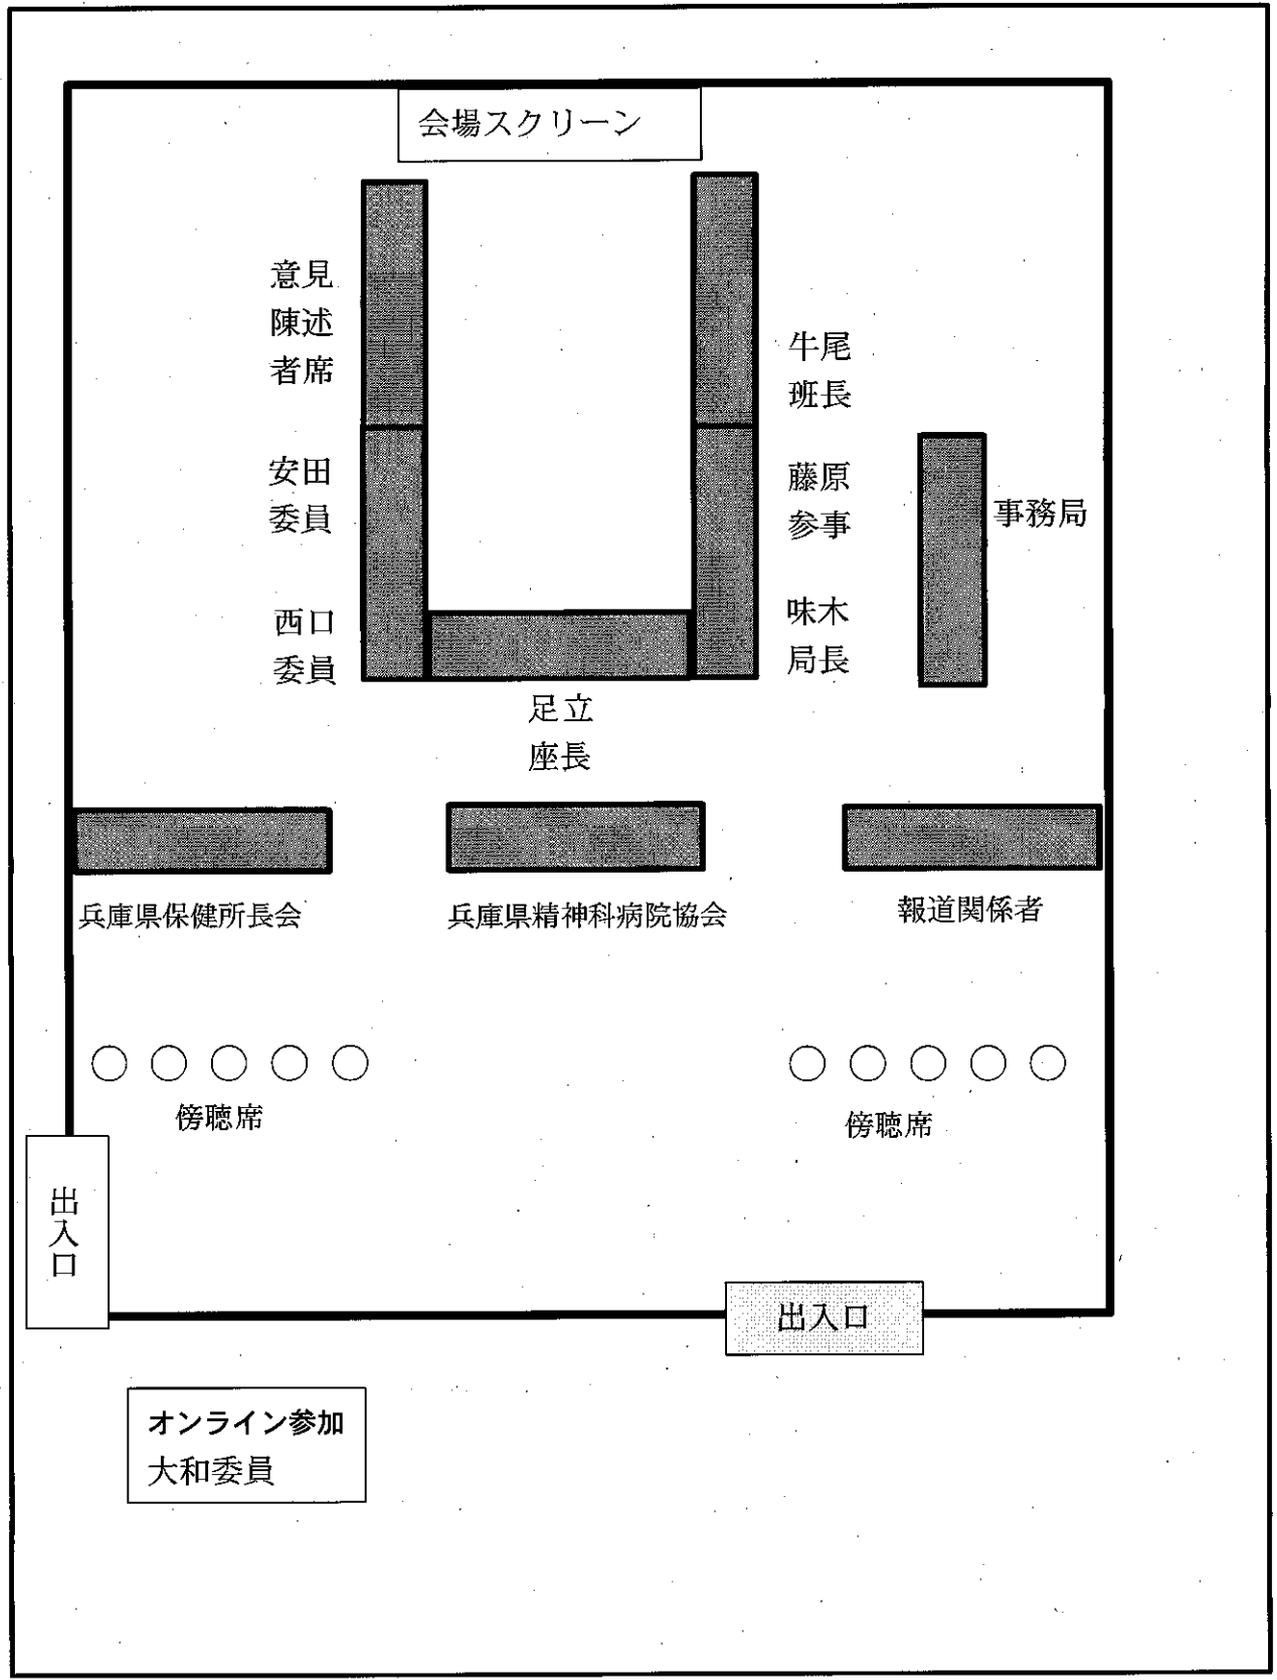 会場スクリーン
意見
陳述
者席
牛尾
班長
安田
委員
藤原
参事
事務局
西口
委員
味木
局長
足立
座長
兵庫県保健所長会
兵庫県精神科病院協会
報道関係者
傍聴席
傍聴席
出入口
出入口
オンライン参加
大和委員